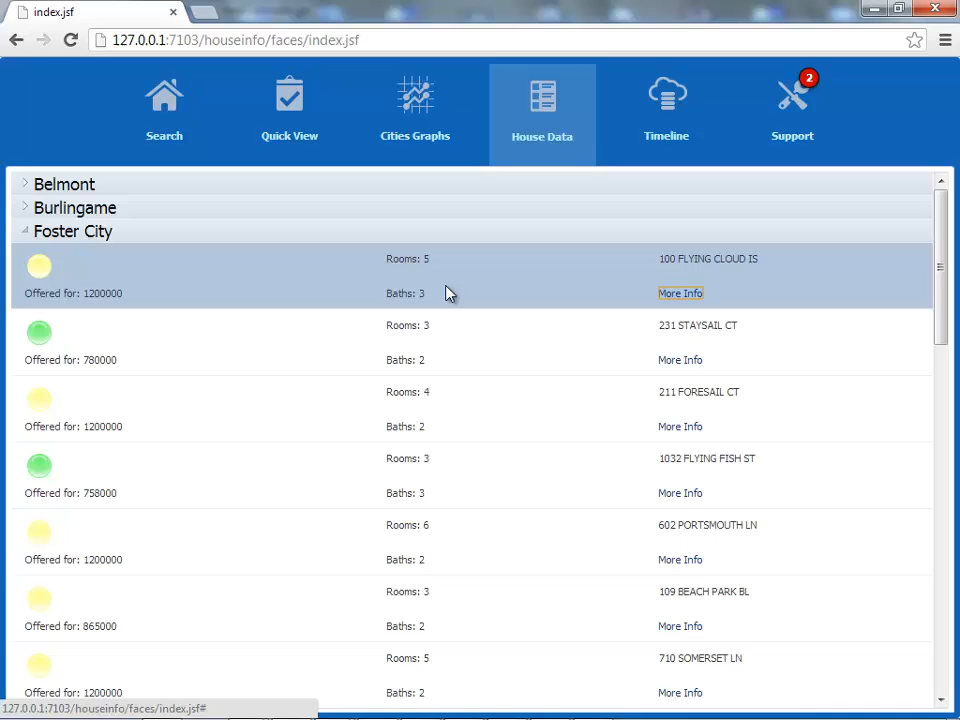 index.jsf
127.0.0.1:7103/houseinfo/faces/index.jsf
2
Search Quick View Cities Graphs House Data Timeline Support
Belmont
Burlingame
Foster City
Rooms: 5 100 FLYING CLOUD IS
Offered for: 1200000 Baths: 3 More Info
Rooms: 3 231 STAYSAIL CT
Offered for: 780000 Baths: 2 More Info
Rooms: 4 211 FORESAIL CT
Offered for: 1200000 Baths: 2 More Info
Rooms: 3 1032 FLYING FISH ST
Offered for: 758000 Baths: 3 More Info
Rooms: 6 602 PORTSMOUTH LN
Offered for: 1200000 Baths: 2 More Info
Rooms: 3 109 BEACH PARK BL
Offered for: 865000 Baths: 2 More Info
Rooms: 5 710 SOMERSET LN
Offered for: 1200000 Baths: 2 More Info
127.0.0.1:7103/houseinfo/faces/index.jsf#